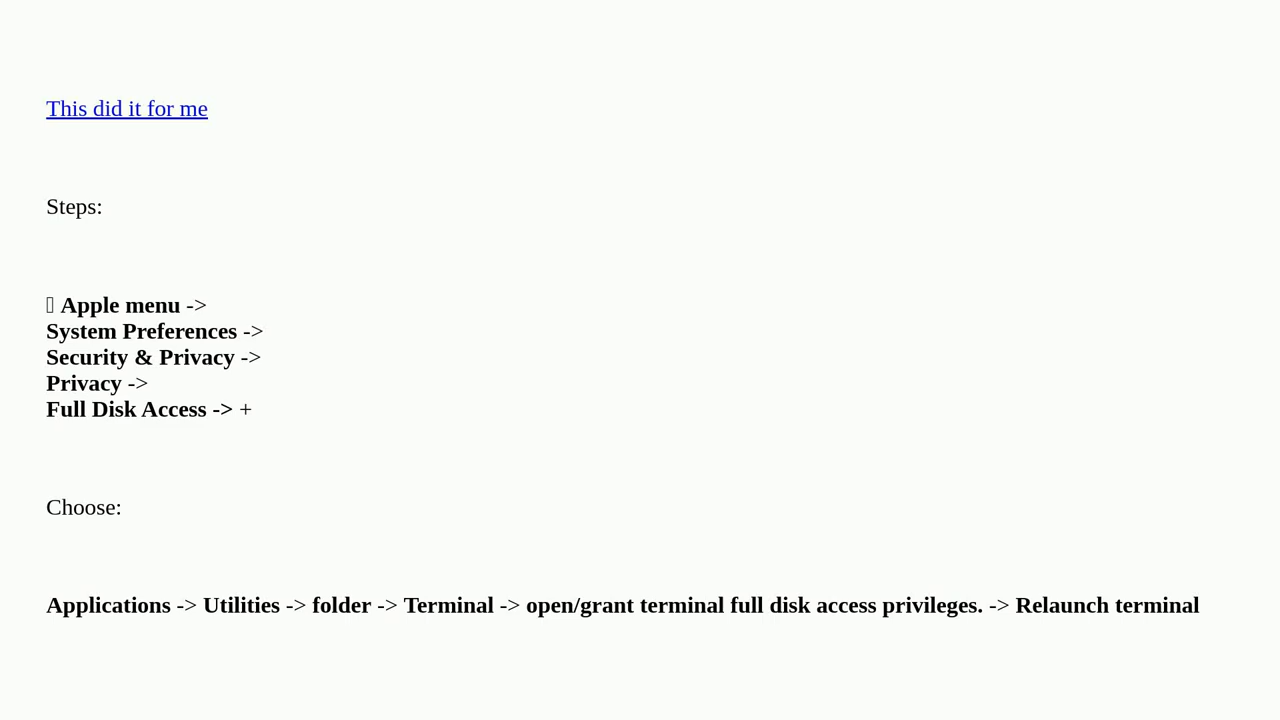 This did it for me
Steps:
 Apple menu ->
System Preferences ->
Security & Privacy ->
Privacy ->
Full Disk Access -> +
Choose:
Applications -> Utilities -> folder -> Terminal -> open/grant terminal full disk access privileges. -> Relaunch terminal